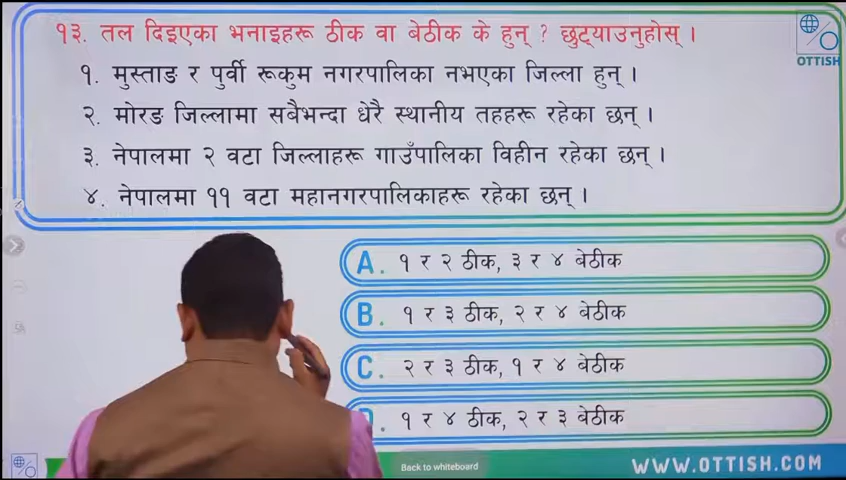 १३. तल दिइएका भनाइहरू ठीक वा बेठीक के हुन् ? छुट्याउनुहोस् ।
OTTISH
१. मुस्ताङ र पुर्वी रूकुम नगरपालिका नभएका जिल्ला हुन् ।
२. मोरङ जिल्लामा सबैभन्दा धेरै स्थानीय तहहरू रहेका छन् ।
३. नेपालमा २ वटा जिल्लाहरू गाउँपालिका विहीन रहेका छन् ।
४. नेपालमा ११ वटा महानगरपालिकाहरू रहेका छन् ।
A. १ र २ ठीक, ३ र ४ बेठीक
B. १ र ३ ठीक, २ र ४ बेठीक
C. २ र ३ ठीक, १ र ४ बेठीक
. १ र ४ ठीक, २ र ३ बेठीक
Back to whiteboard
WWW.OTTISH.COM